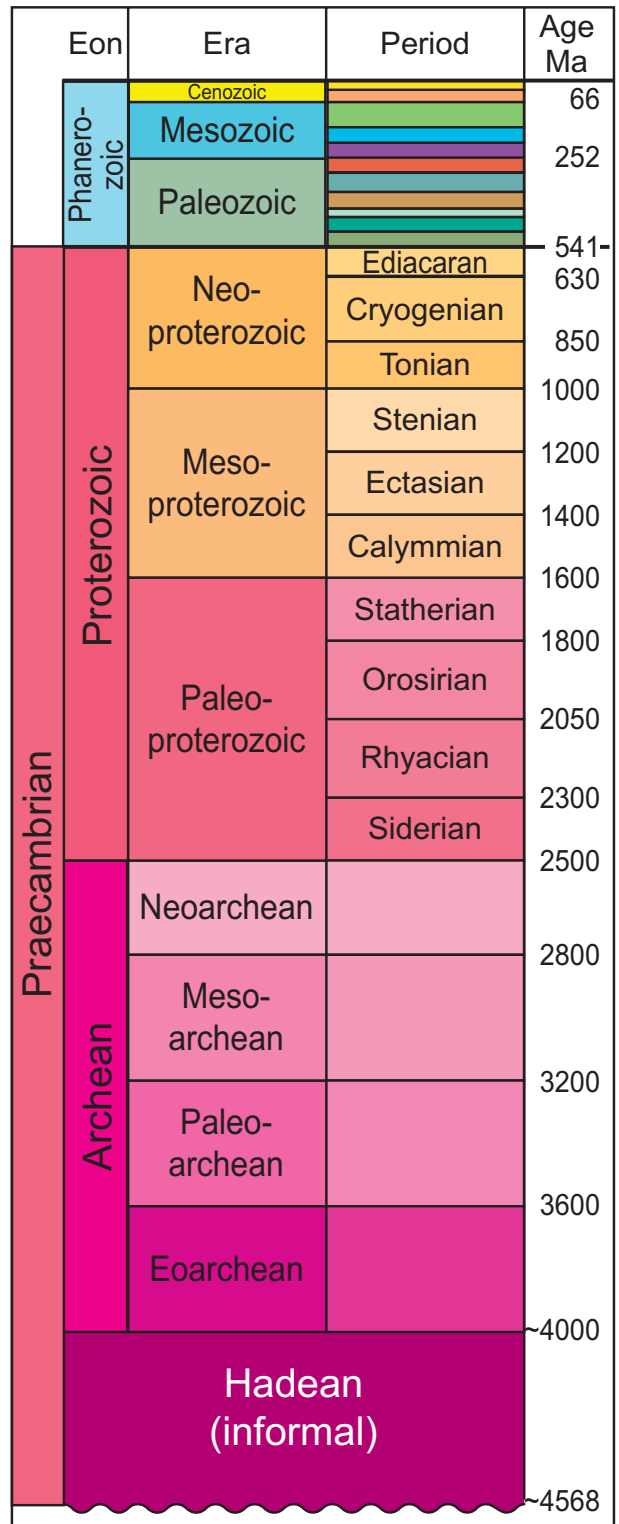 Eon Era Period Age
Ma
Phanero-
zoic
Cenozoic
66
Mesozoic
252
Paleozoic
541
Praecambrian
Proterozoic
Neo-
proterozoic
Ediacaran
630
Cryogenian
850
Tonian
1000
Meso-
proterozoic
Stenian
1200
Ectasian
1400
Calymmian
1600
Paleo-
proterozoic
Statherian
1800
Orosirian
2050
Rhyacian
2300
Siderian
2500
Archean
Neoarchean
2800
Meso-
archean
3200
Paleo-
archean
3600
Eoarchean
~4000
Hadean
(informal)
~4568